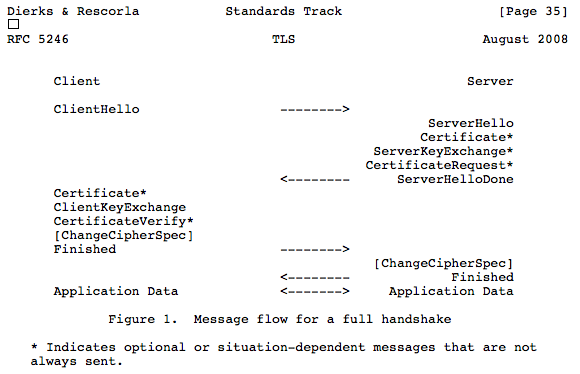 Dierks & Rescorla Standards Track [Page 35]
RFC 5246 TLS August 2008
Client Server
ClientHello -------->
ServerHello
Certificate*
ServerKeyExchange*
CertificateRequest*
<-------- ServerHelloDone
Certificate*
ClientKeyExchange
CertificateVerify*
[ChangeCipherSpec]
Finished -------->
[ChangeCipherSpec]
<-------- Finished
Application Data <-------> Application Data
Figure 1. Message flow for a full handshake
* Indicates optional or situation-dependent messages that are not
always sent.